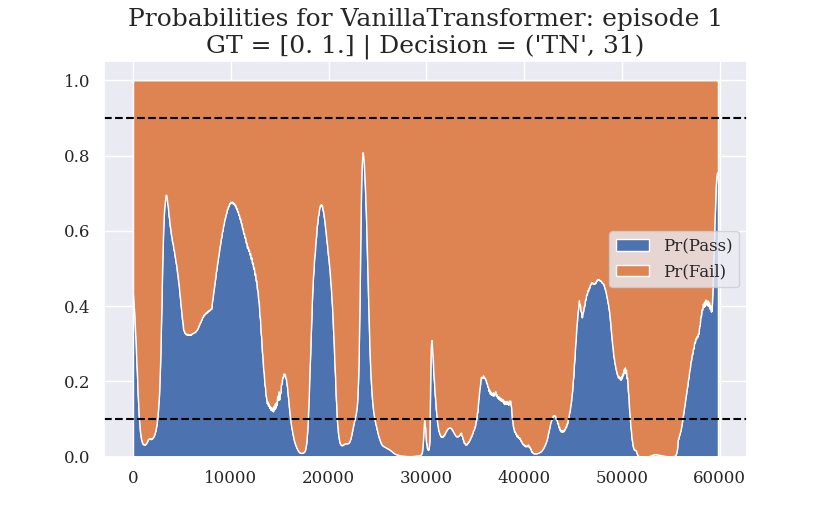 Probabilities for VanillaTransformer: episode 1
GT = [0. 1.] | Decision = ('TN', 31)
1.0
0.8
0.6
0.4
0.2
0.0
Pr(Pass)
Pr(Fail)
0 10000 20000 30000 40000 50000 60000